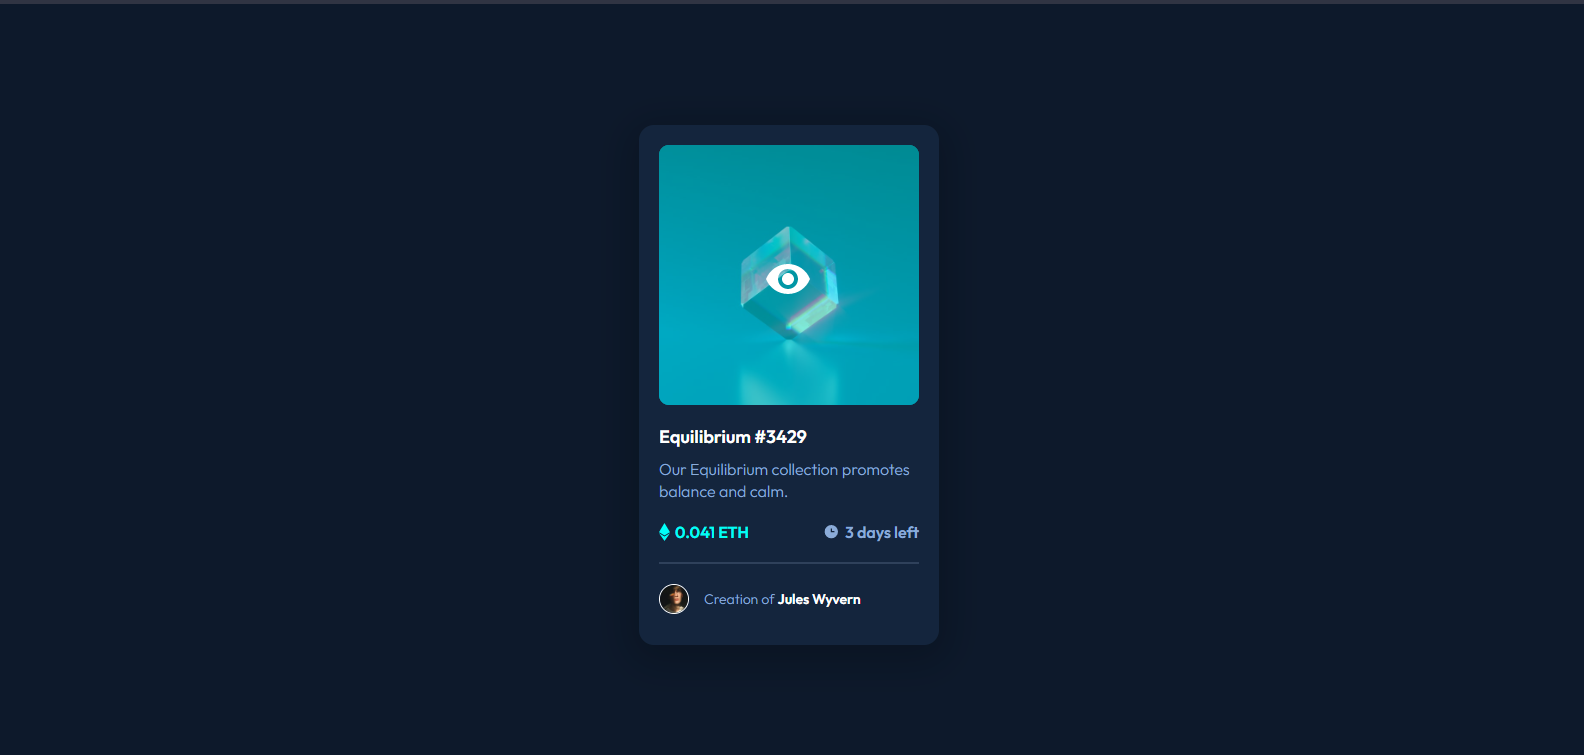 Equilibrium #3429
Our Equilibrium collection promotes
balance and calm.
0.041 ETH
3 days left
Creation of Jules Wyvern